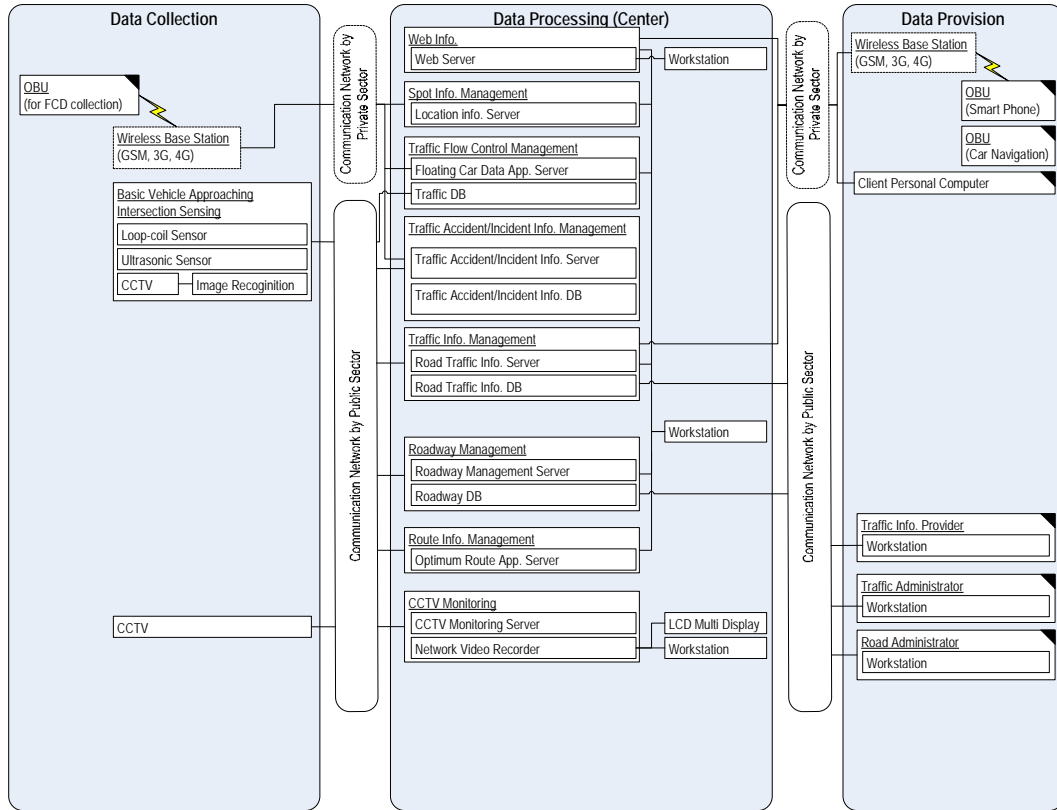 Data Collection
OBU
(for FCD collection)
Wireless Base Station
(GSM, 3G, 4G)
Basic Vehicle Approaching
Intersection Sensing
Loop-coil Sensor
Ultrasonic Sensor
CCTV
Image Recoginition
CCTV
Communication Network by
Private Sector
Communication Network by Public Sector
Data Processing (Center)
Web Info.
Web Server
Workstation
Spot Info. Management
Location info. Server
Traffic Flow Control Management
Floating Car Data App. Server
Traffic DB
Traffic Accident/Incident Info. Management
Traffic Accident/Incident Info. Server
Traffic Accident/Incident Info. DB
Traffic Info. Management
Road Traffic Info. Server
Road Traffic Info. DB
Workstation
Roadway Management
Roadway Management Server
Roadway DB
Route Info. Management
Optimum Route App. Server
CCTV Monitoring
CCTV Monitoring Server
LCD Multi Display
Network Video Recorder
Workstation
Communication Network by
Private Sector
Communication Network by Public Sector
Data Provision
Wireless Base Station
(GSM, 3G, 4G)
OBU
(Smart Phone)
OBU
(Car Navigation)
Client Personal Computer
Traffic Info. Provider
Workstation
Traffic Administrator
Workstation
Road Administrator
Workstation